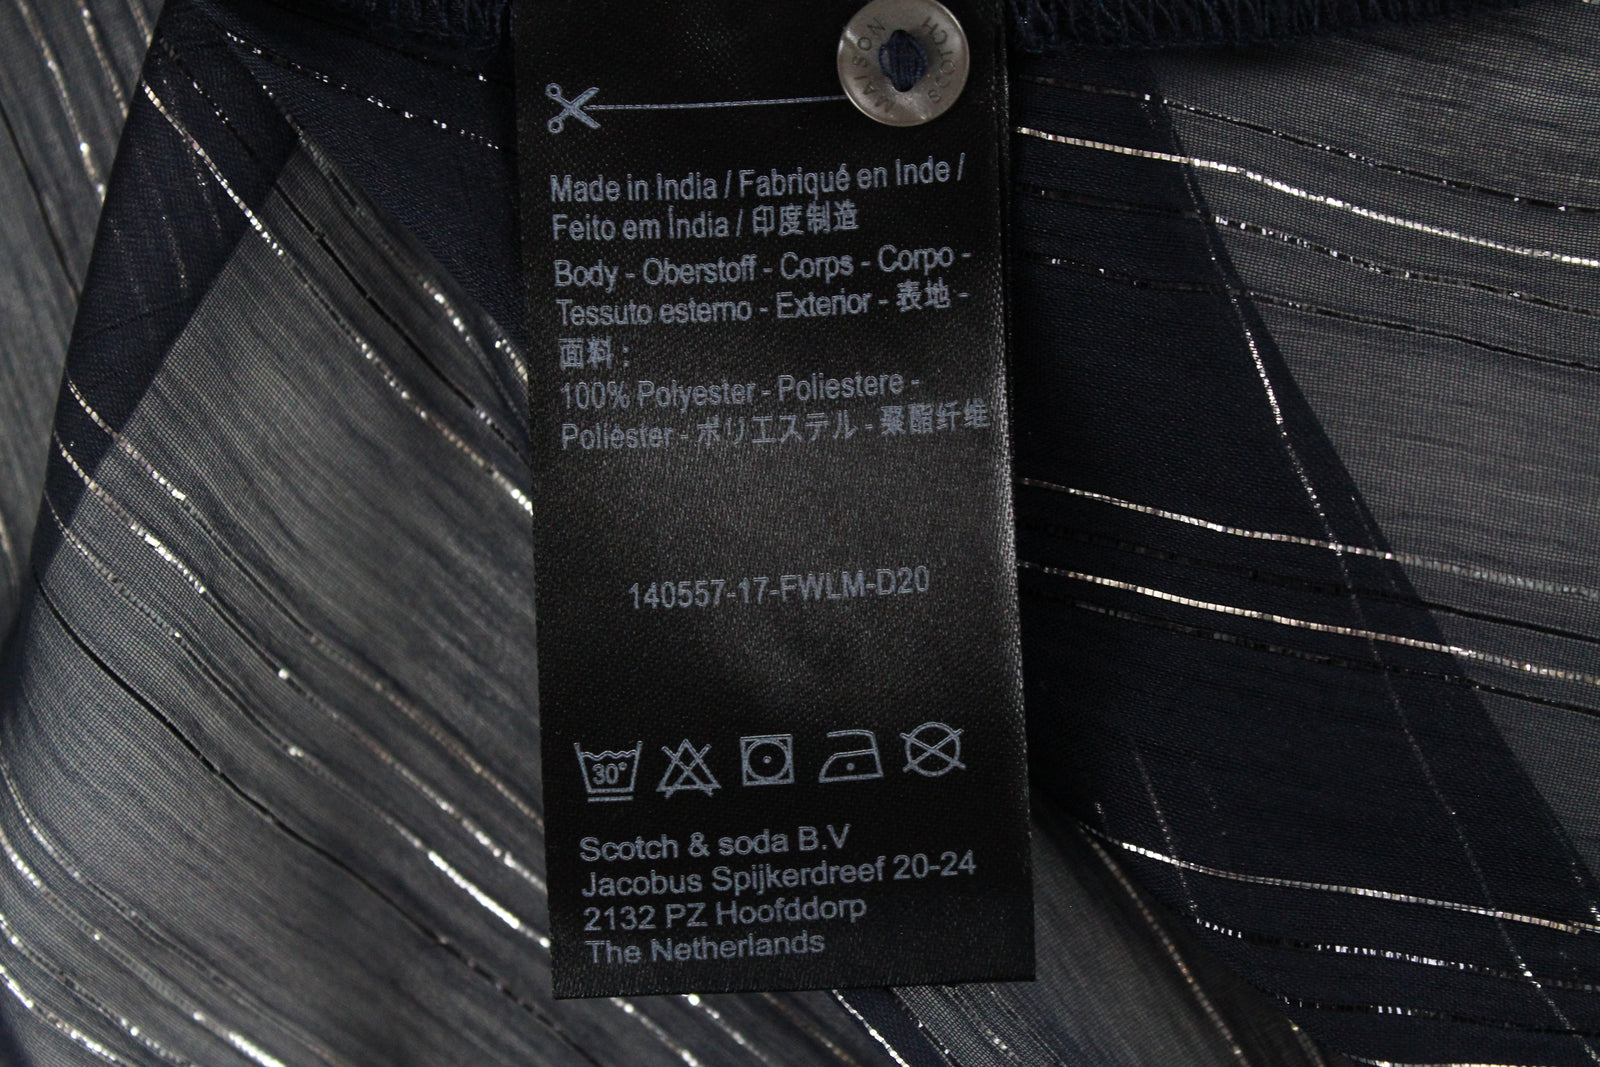 MAISON SCOTCH
Made in India / Fabriqué en Inde /
Feito em Índia / 印度制造
Body - Oberstoff - Corps - Corpo -
Tessuto esterno - Exterior - 表地 -
面料 :
100% Polyester - Poliestere -
Poliéster - ポリエステル - 聚酯纤维
140557-17-FWLM-D20
30°
Scotch & soda B.V
Jacobus Spijkerdreef 20-24
2132 PZ Hoofddorp
The Netherlands